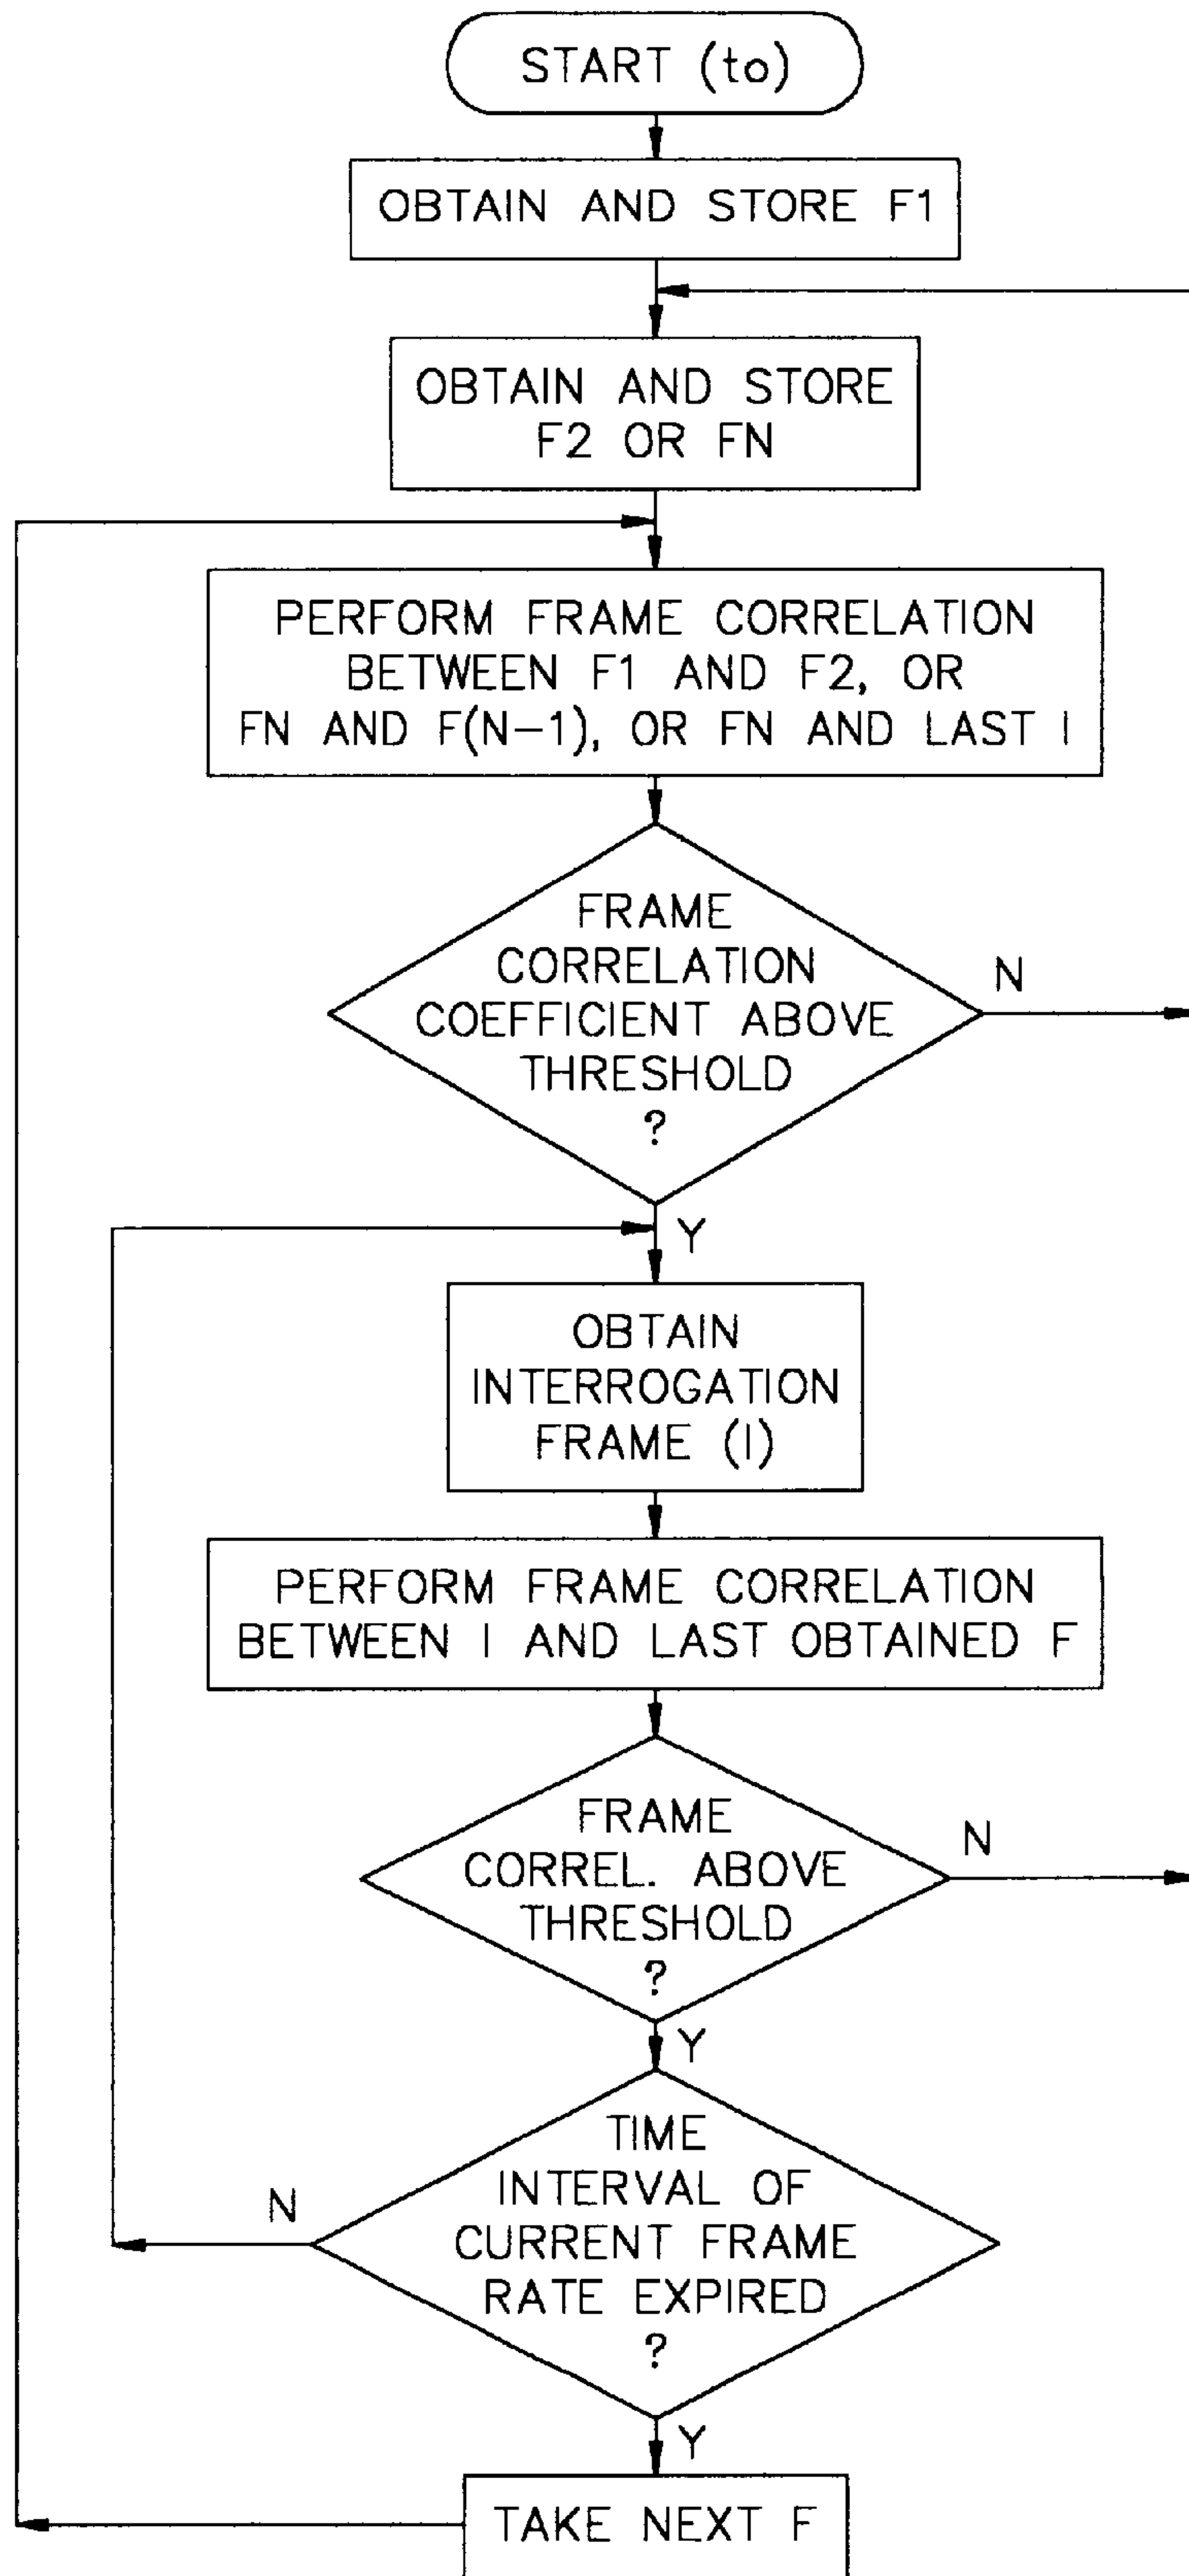 START (to)
OBTAIN AND STORE F1
OBTAIN AND STORE
F2 OR FN
PERFORM FRAME CORRELATION
BETWEEN F1 AND F2, OR
FN AND F(N-1), OR FN AND LAST I
FRAME
CORRELATION
COEFFICIENT ABOVE
THRESHOLD
?
N
Y
OBTAIN
INTERROGATION
FRAME (I)
PERFORM FRAME CORRELATION
BETWEEN I AND LAST OBTAINED F
FRAME
CORREL. ABOVE
THRESHOLD
?
N
Y
TIME
INTERVAL OF
CURRENT FRAME
RATE EXPIRED
?
N
Y
TAKE NEXT F